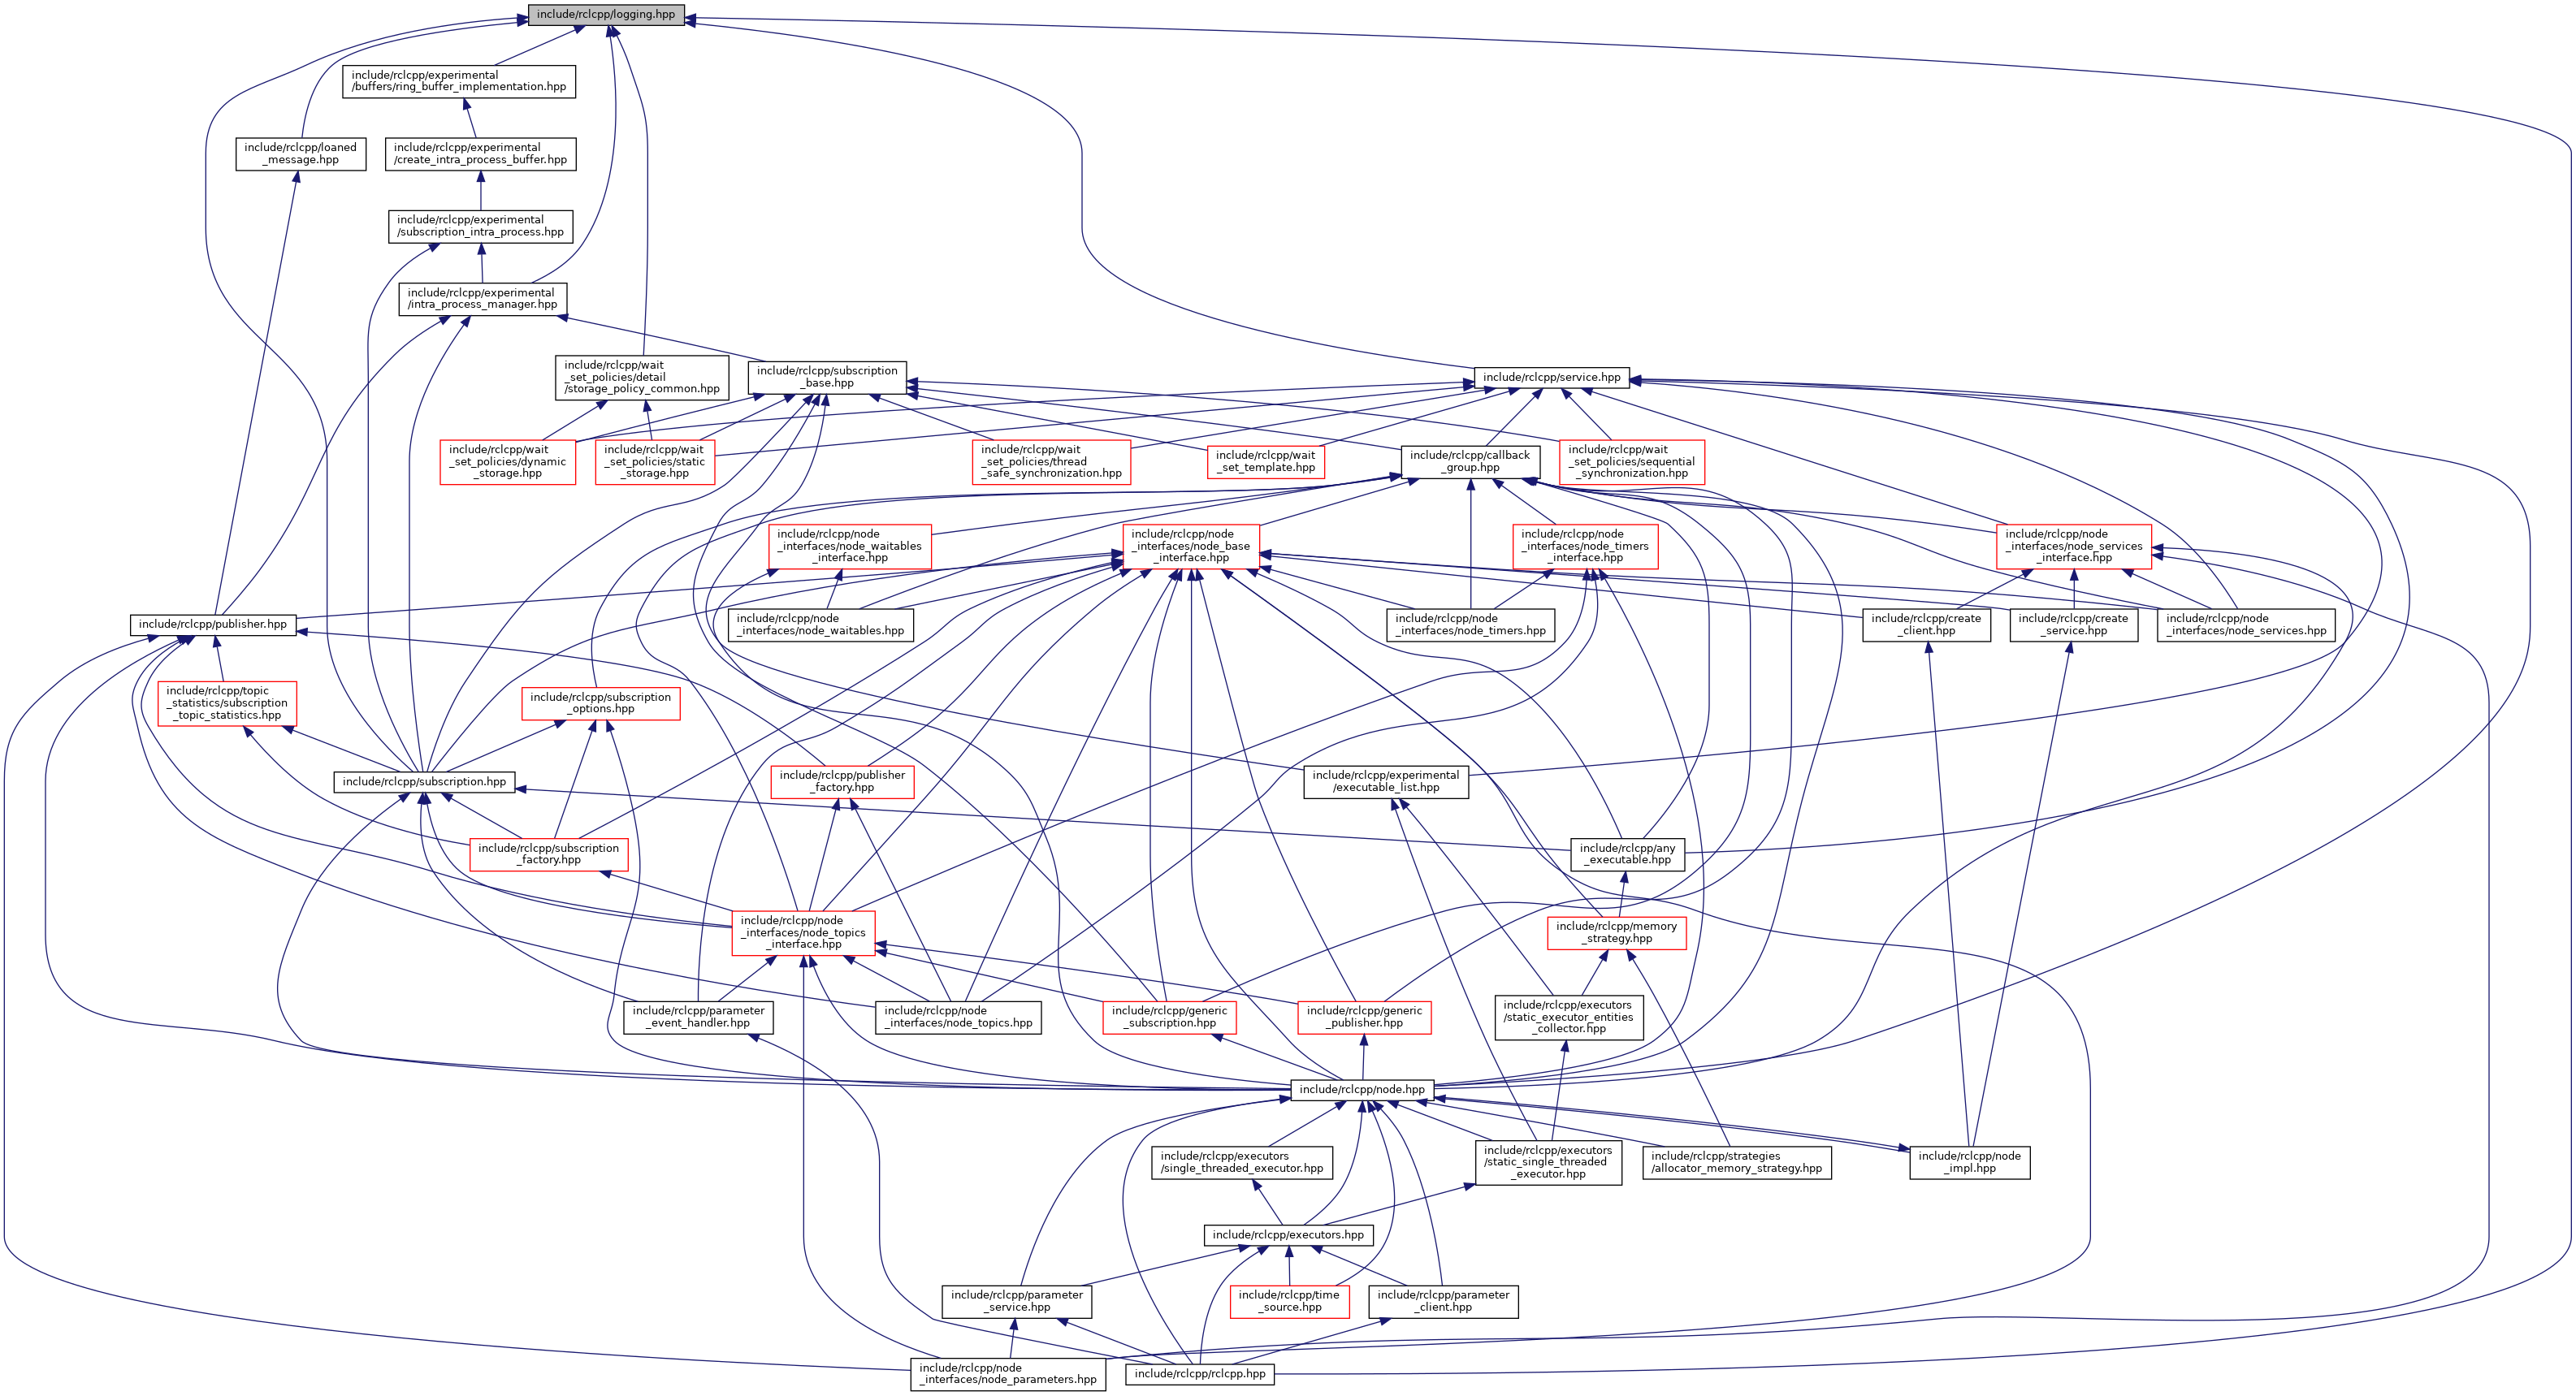 include/rclcpp/logging.hpp
include/rclcpp/experimental
/buffers/ring_buffer_implementation.hpp
include/rclcpp/loaned
_message.hpp
include/rclcpp/experimental
/create_intra_process_buffer.hpp
include/rclcpp/experimental
/subscription_intra_process.hpp
include/rclcpp/experimental
/intra_process_manager.hpp
include/rclcpp/wait
_set_policies/detail
/storage_policy_common.hpp
include/rclcpp/subscription
_base.hpp
include/rclcpp/service.hpp
include/rclcpp/wait
_set_policies/dynamic
_storage.hpp
include/rclcpp/wait
_set_policies/static
_storage.hpp
include/rclcpp/wait
_set_policies/thread
_safe_synchronization.hpp
include/rclcpp/wait
_set_template.hpp
include/rclcpp/callback
_group.hpp
include/rclcpp/wait
_set_policies/sequential
_synchronization.hpp
include/rclcpp/node
_interfaces/node_waitables
_interface.hpp
include/rclcpp/node
_interfaces/node_base
_interface.hpp
include/rclcpp/node
_interfaces/node_timers
_interface.hpp
include/rclcpp/node
_interfaces/node_services
_interface.hpp
include/rclcpp/publisher.hpp
include/rclcpp/node
_interfaces/node_waitables.hpp
include/rclcpp/node
_interfaces/node_timers.hpp
include/rclcpp/create
_client.hpp
include/rclcpp/create
_service.hpp
include/rclcpp/node
_interfaces/node_services.hpp
include/rclcpp/topic
_statistics/subscription
_topic_statistics.hpp
include/rclcpp/subscription
_options.hpp
include/rclcpp/subscription.hpp
include/rclcpp/publisher
_factory.hpp
include/rclcpp/experimental
/executable_list.hpp
include/rclcpp/subscription
_factory.hpp
include/rclcpp/any
_executable.hpp
include/rclcpp/node
_interfaces/node_topics
_interface.hpp
include/rclcpp/memory
_strategy.hpp
include/rclcpp/parameter
_event_handler.hpp
include/rclcpp/node
_interfaces/node_topics.hpp
include/rclcpp/generic
_subscription.hpp
include/rclcpp/generic
_publisher.hpp
include/rclcpp/executors
/static_executor_entities
_collector.hpp
include/rclcpp/node.hpp
include/rclcpp/executors
/single_threaded_executor.hpp
include/rclcpp/executors
/static_single_threaded
_executor.hpp
include/rclcpp/strategies
/allocator_memory_strategy.hpp
include/rclcpp/node
_impl.hpp
include/rclcpp/executors.hpp
include/rclcpp/parameter
_service.hpp
include/rclcpp/time
_source.hpp
include/rclcpp/parameter
_client.hpp
include/rclcpp/node
_interfaces/node_parameters.hpp
include/rclcpp/rclcpp.hpp